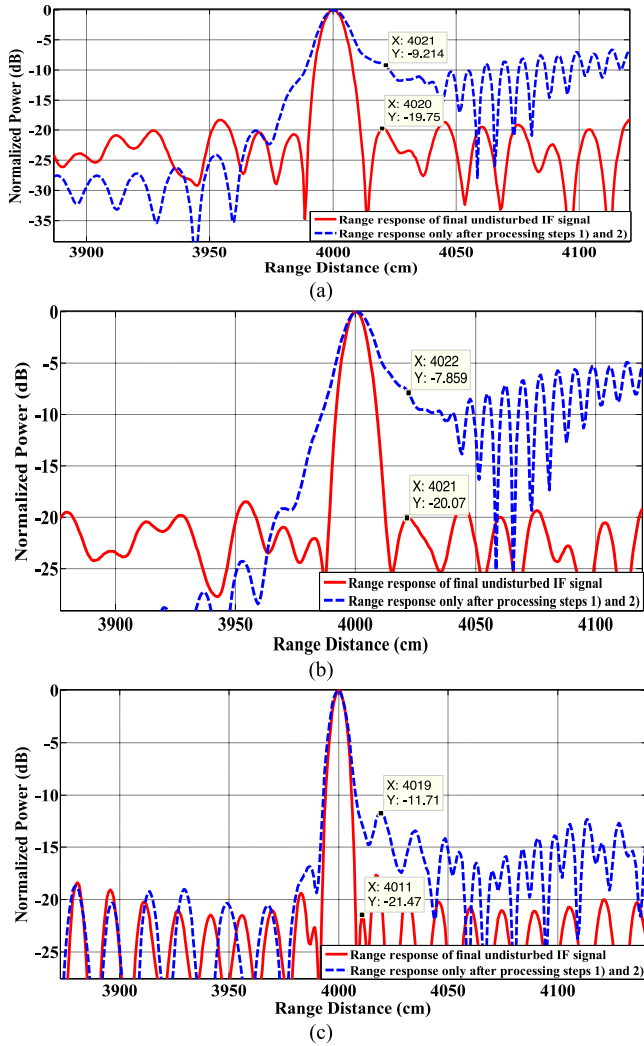 0
-5
-10
-15
-20
-25
-30
-35
Normalized Power (dB)
X: 4021
Y: -9.214
X: 4020
Y: -19.75
Range response of final undisturbed IF signal
Range response only after processing steps 1) and 2)
3900 3950 4000 4050 4100
Range Distance (cm)
(a)
0
-5
-10
-15
-20
-25
Normalized Power (dB)
X: 4022
Y: -7.859
X: 4021
Y: -20.07
Range response of final undisturbed IF signal
Range response only after processing steps 1) and 2)
3900 3950 4000 4050 4100
Range Distance (cm)
(b)
0
-5
-10
-15
-20
-25
Normalized Power (dB)
X: 4019
Y: -11.71
X: 4011
Y: -21.47
Range response of final undisturbed IF signal
Range response only after processing steps 1) and 2)
3900 3950 4000 4050 4100
Range Distance (cm)
(c)